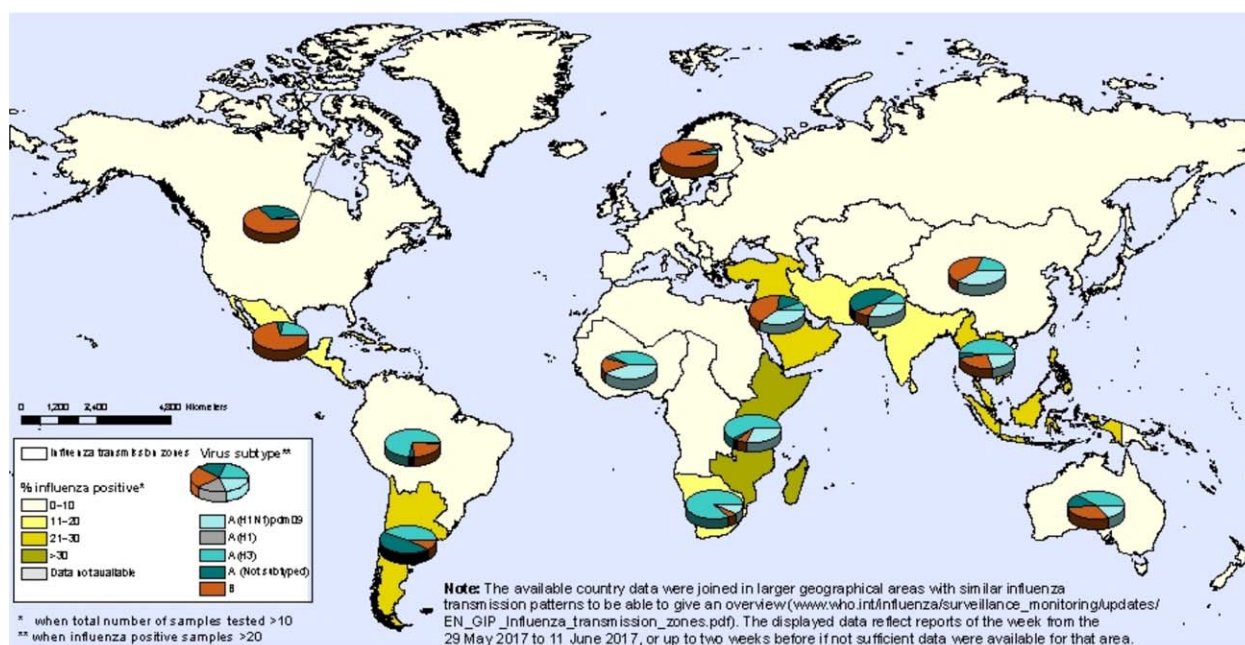 0 1,200 2,400 4,800 Kilometers
Influenza transmission zones
Virus subtype**
% influenza positive*
0-10
11-20
21-30
>30
Data not available
A(H1N1)pdm09
A(H1)
A(H3)
A (Not subtyped)
B
* when total number of samples tested >10
** when influenza positive samples >20
Note: The available country data were joined in larger geographical areas with similar influenza
transmission patterns to be able to give an overview (www.who.int/influenza/surveillance_monitoring/updates/
EN_GIP_Influenza_transmission_zones.pdf). The displayed data reflect reports of the week from the
29 May 2017 to 11 June 2017, or up to two weeks before if not sufficient data were available for that area.